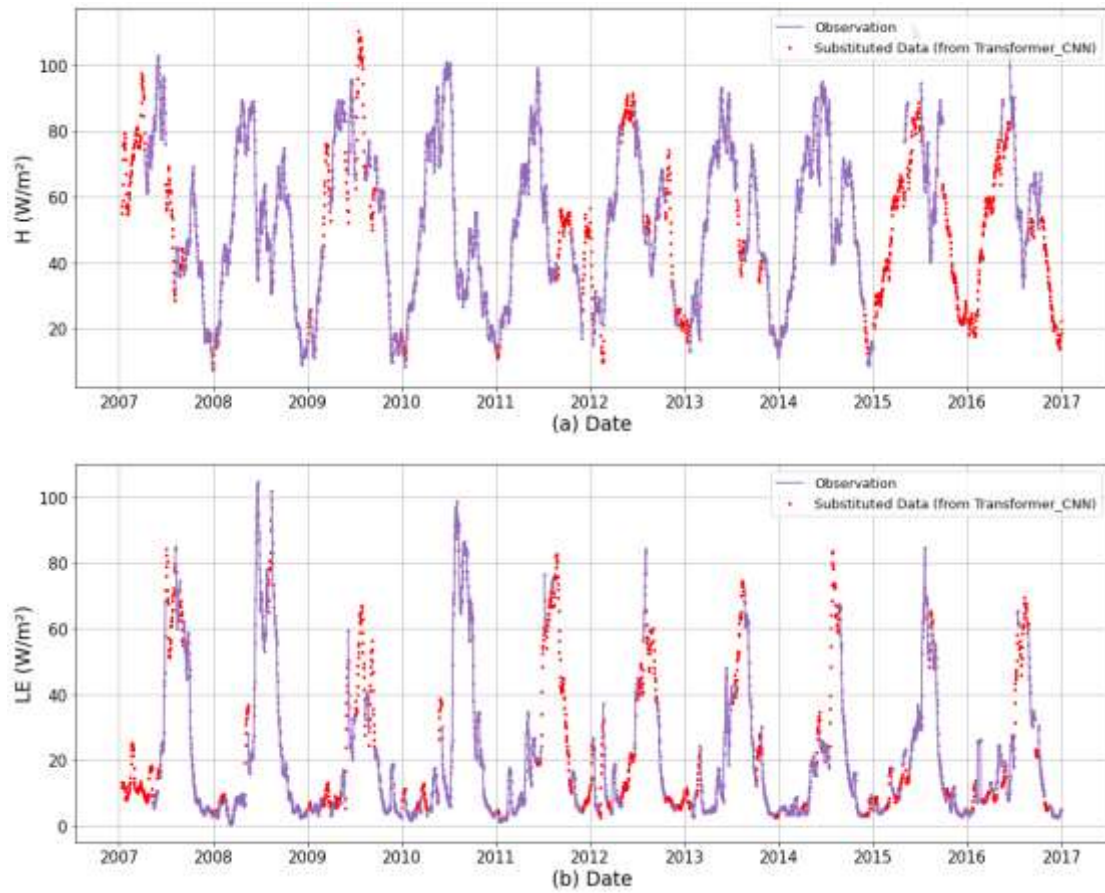 H (W/m²)
100
80
60
40
20
Observation
Substituted Data (from Transformer_CNN)
2007 2008 2009 2010 2011 2012 2013 2014 2015 2016 2017
(a) Date
LE (W/m²)
100
80
60
40
20
0
Observation
Substituted Data (from Transformer_CNN)
2007 2008 2009 2010 2011 2012 2013 2014 2015 2016 2017
(b) Date